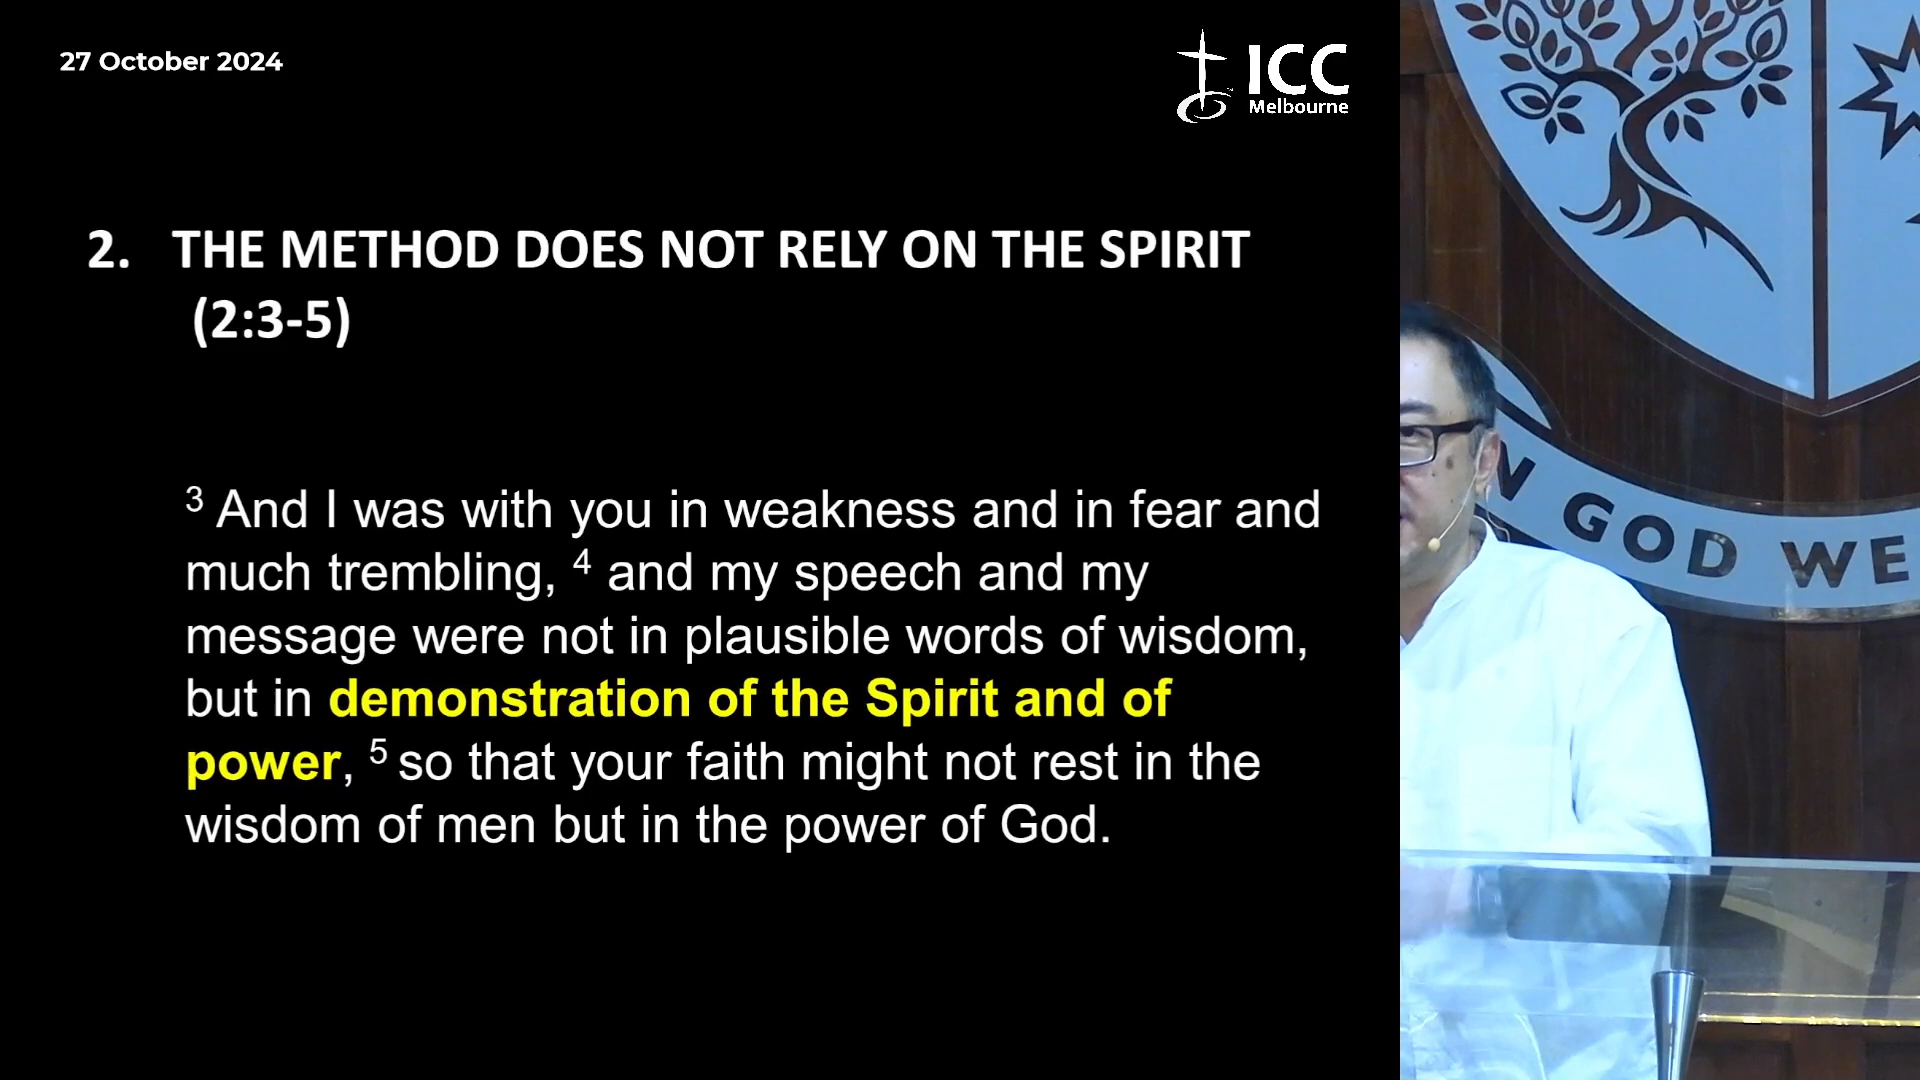 27 October 2024
ICC
Melbourne
2. THE METHOD DOES NOT RELY ON THE SPIRIT
(2:3-5)
3 And I was with you in weakness and in fear and
much trembling, 4 and my speech and my
message were not in plausible words of wisdom,
but in demonstration of the Spirit and of
power, 5 so that your faith might not rest in the
wisdom of men but in the power of God.
N GOD WE